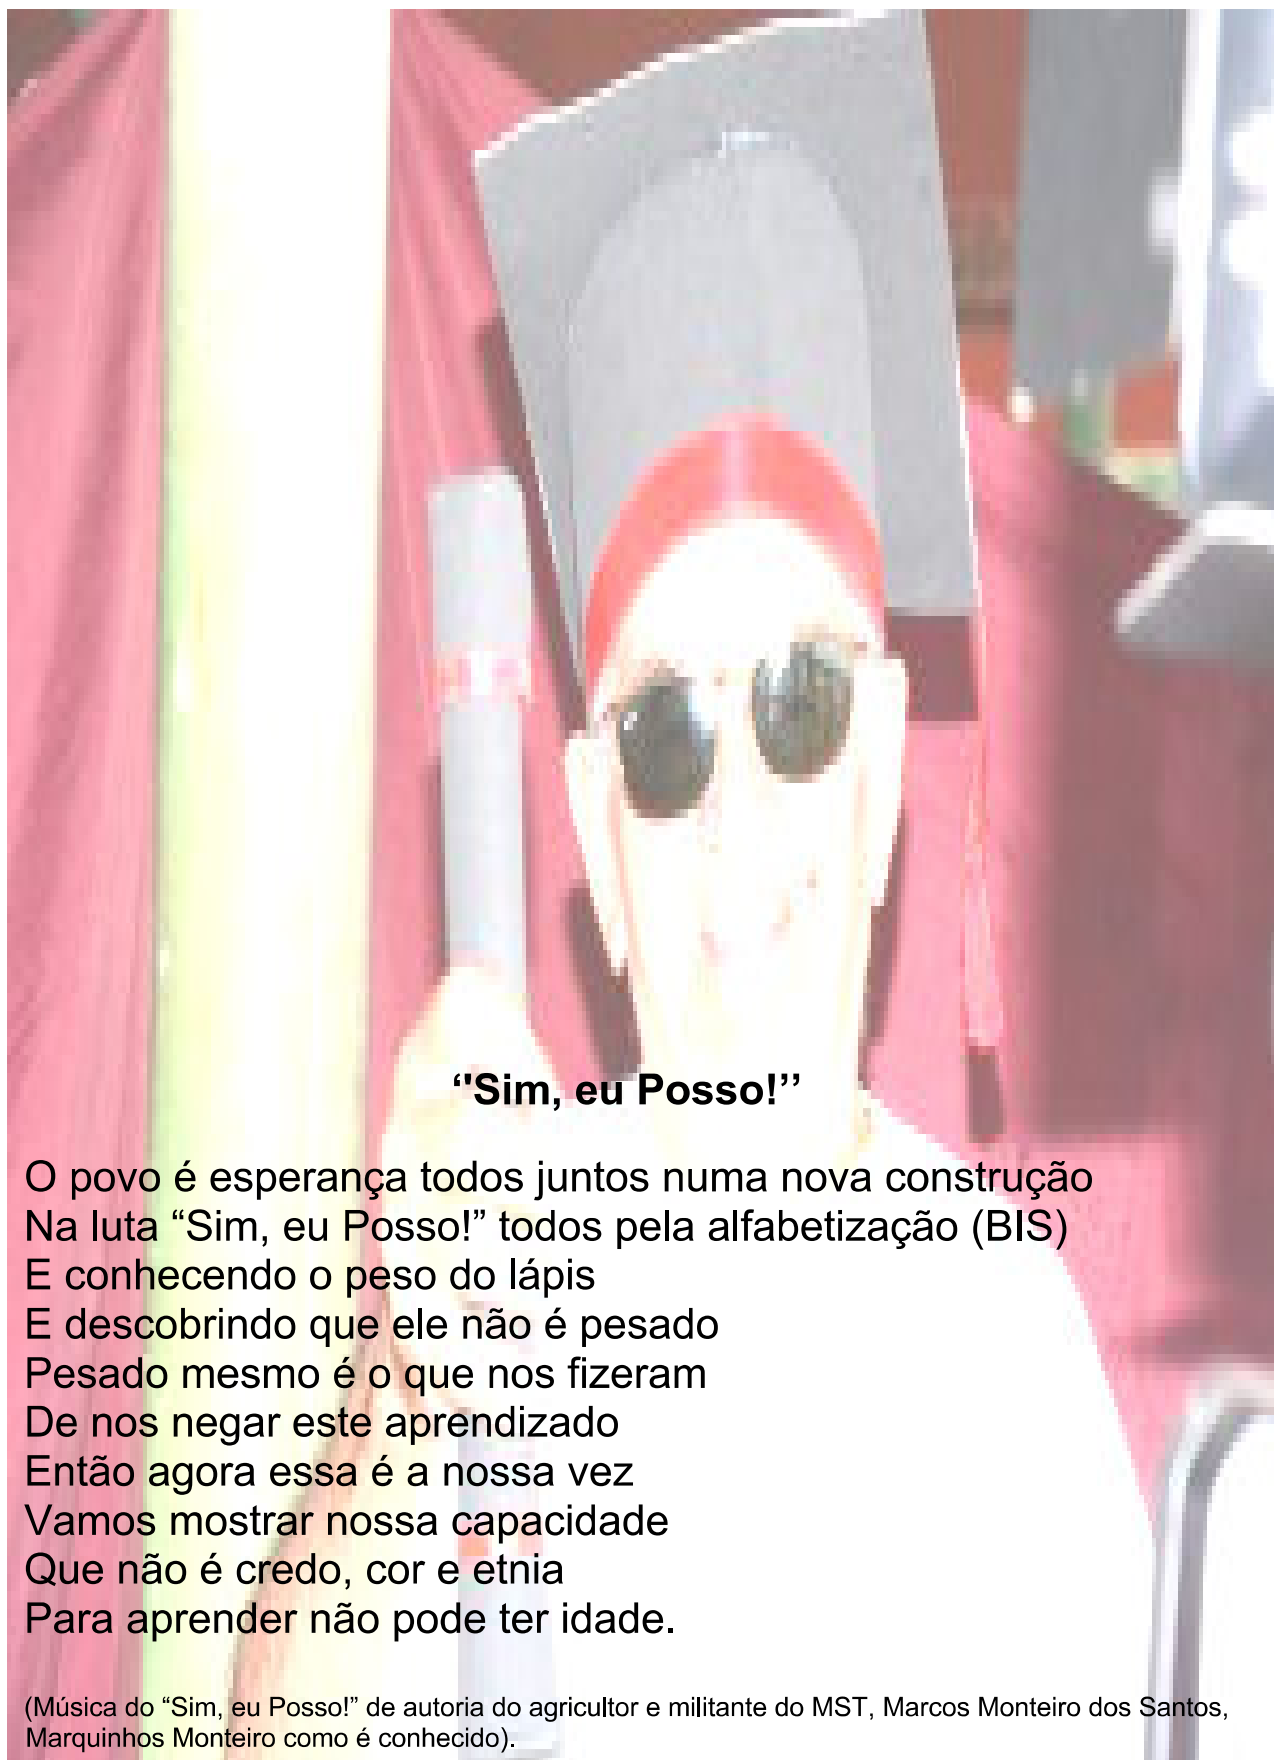 ‘'Sim, eu Posso!’’
O povo é esperança todos juntos numa nova construção
Na luta “Sim, eu Posso!” todos pela alfabetização (BIS)
E conhecendo o peso do lápis
E descobrindo que ele não é pesado
Pesado mesmo é o que nos fizeram
De nos negar este aprendizado
Então agora essa é a nossa vez
Vamos mostrar nossa capacidade
Que não é credo, cor e etnia
Para aprender não pode ter idade.
(Música do “Sim, eu Posso!” de autoria do agricultor e militante do MST, Marcos Monteiro dos Santos,
Marquinhos Monteiro como é conhecido).